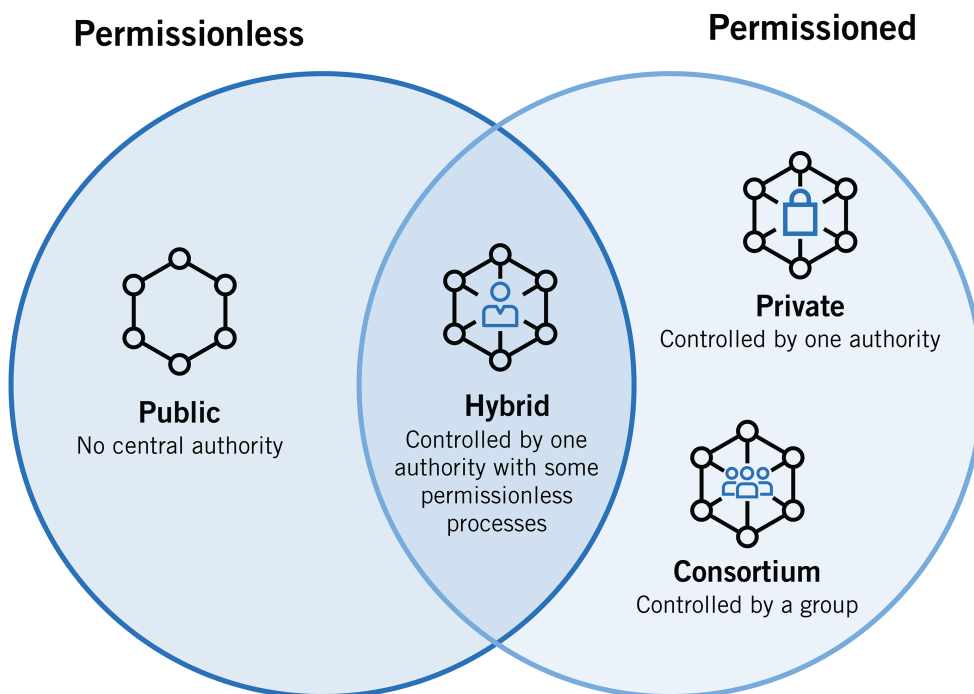 Permissionless
Permissioned
Public
No central authority
Hybrid
Controlled by one
authority with some
permissionless
processes
Private
Controlled by one authority
Consortium
Controlled by a group